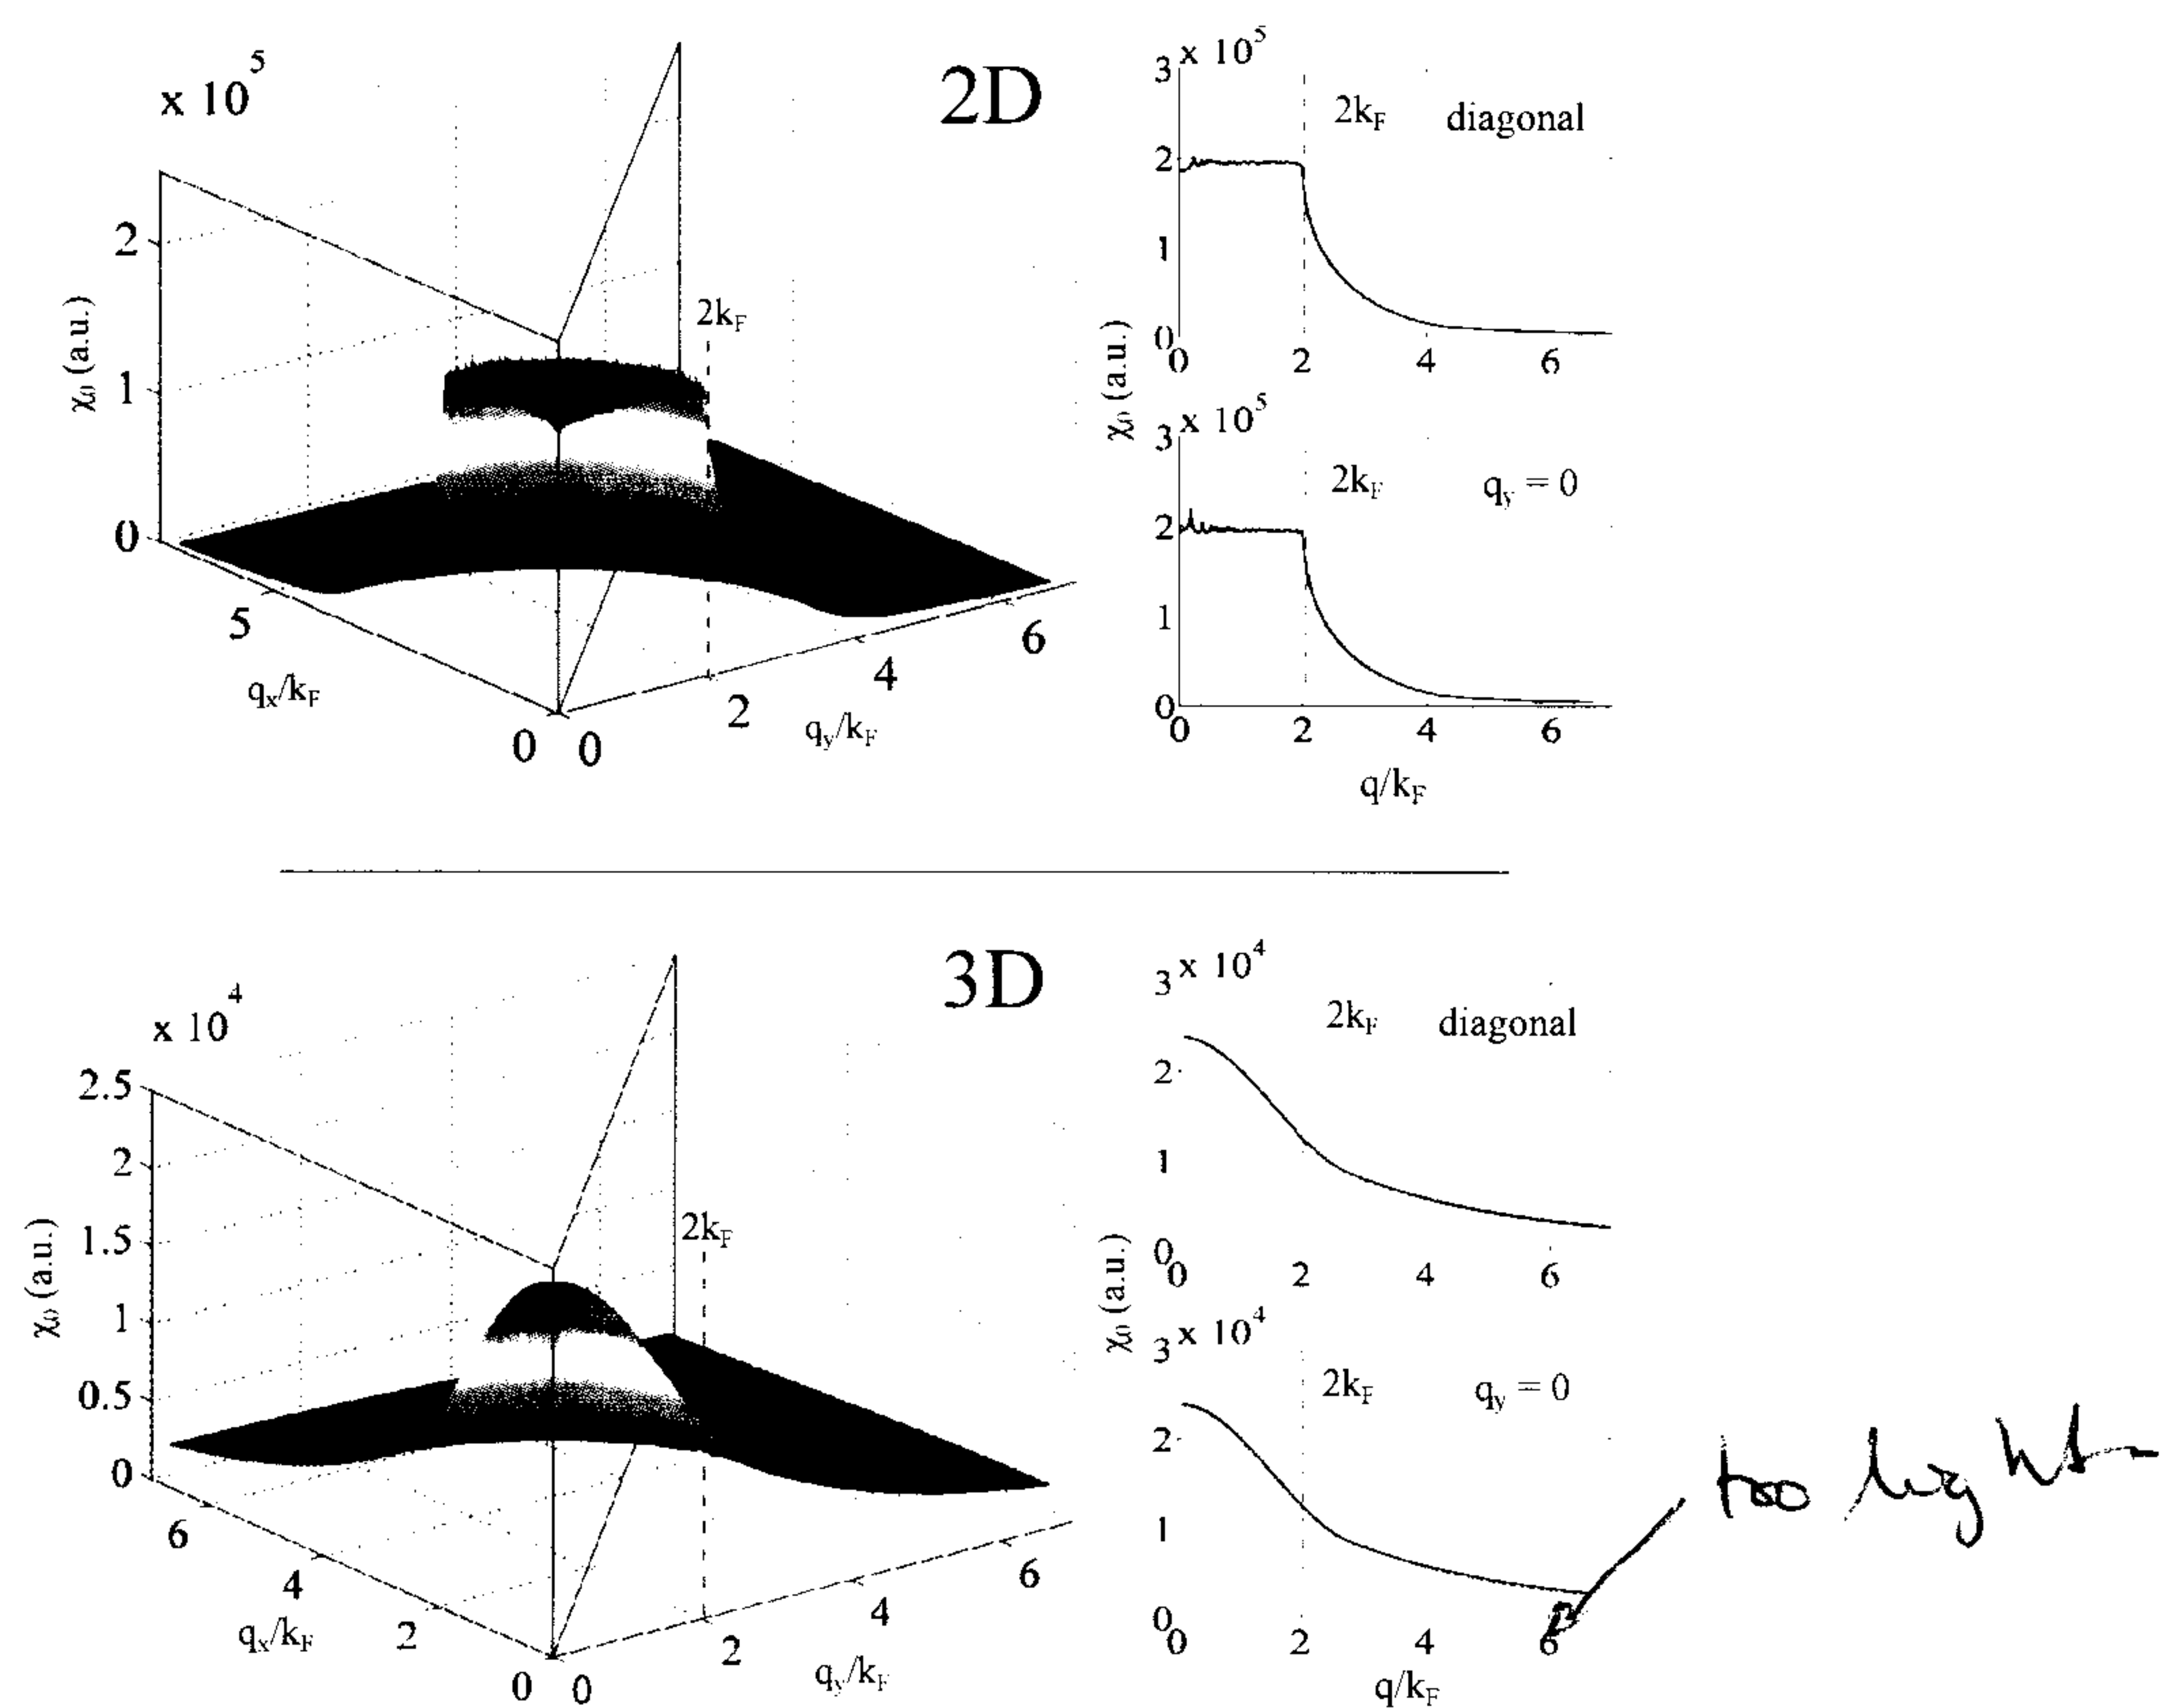 x 10^5
2D
2
1
0
χ₀ (a.u.)
2k_F
5
q_x/k_F
0 0
2
4
6
q_y/k_F
3 x 10^5
2k_F diagonal
2
1
0
0 2 4 6
χ₀ (a.u.)
3 x 10^5
2k_F q_y = 0
2
1
0
0 2 4 6
q/k_F
x 10^4
3D
2.5
2
1.5
1
0.5
0
χ₀ (a.u.)
2k_F
6
4
2
q_x/k_F
0 0
2
4
6
q_y/k_F
3 x 10^4
2k_F diagonal
2
1
0
0 2 4 6
χ₀ (a.u.)
3 x 10^4
2k_F q_y = 0
2
1
0
0 2 4 6
q/k_F
too light